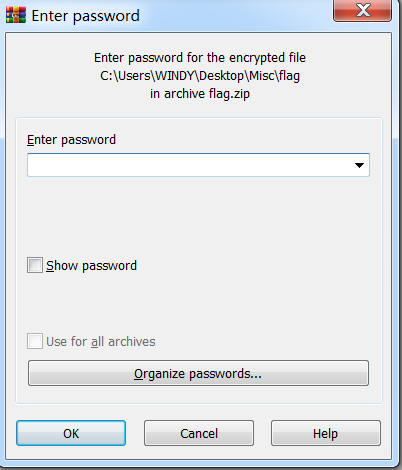 Enter password
Enter password for the encrypted file
C:\Users\WINDY\Desktop\Misc\flag
in archive flag.zip
Enter password
Show password
Use for all archives
Organize passwords...
OK Cancel Help